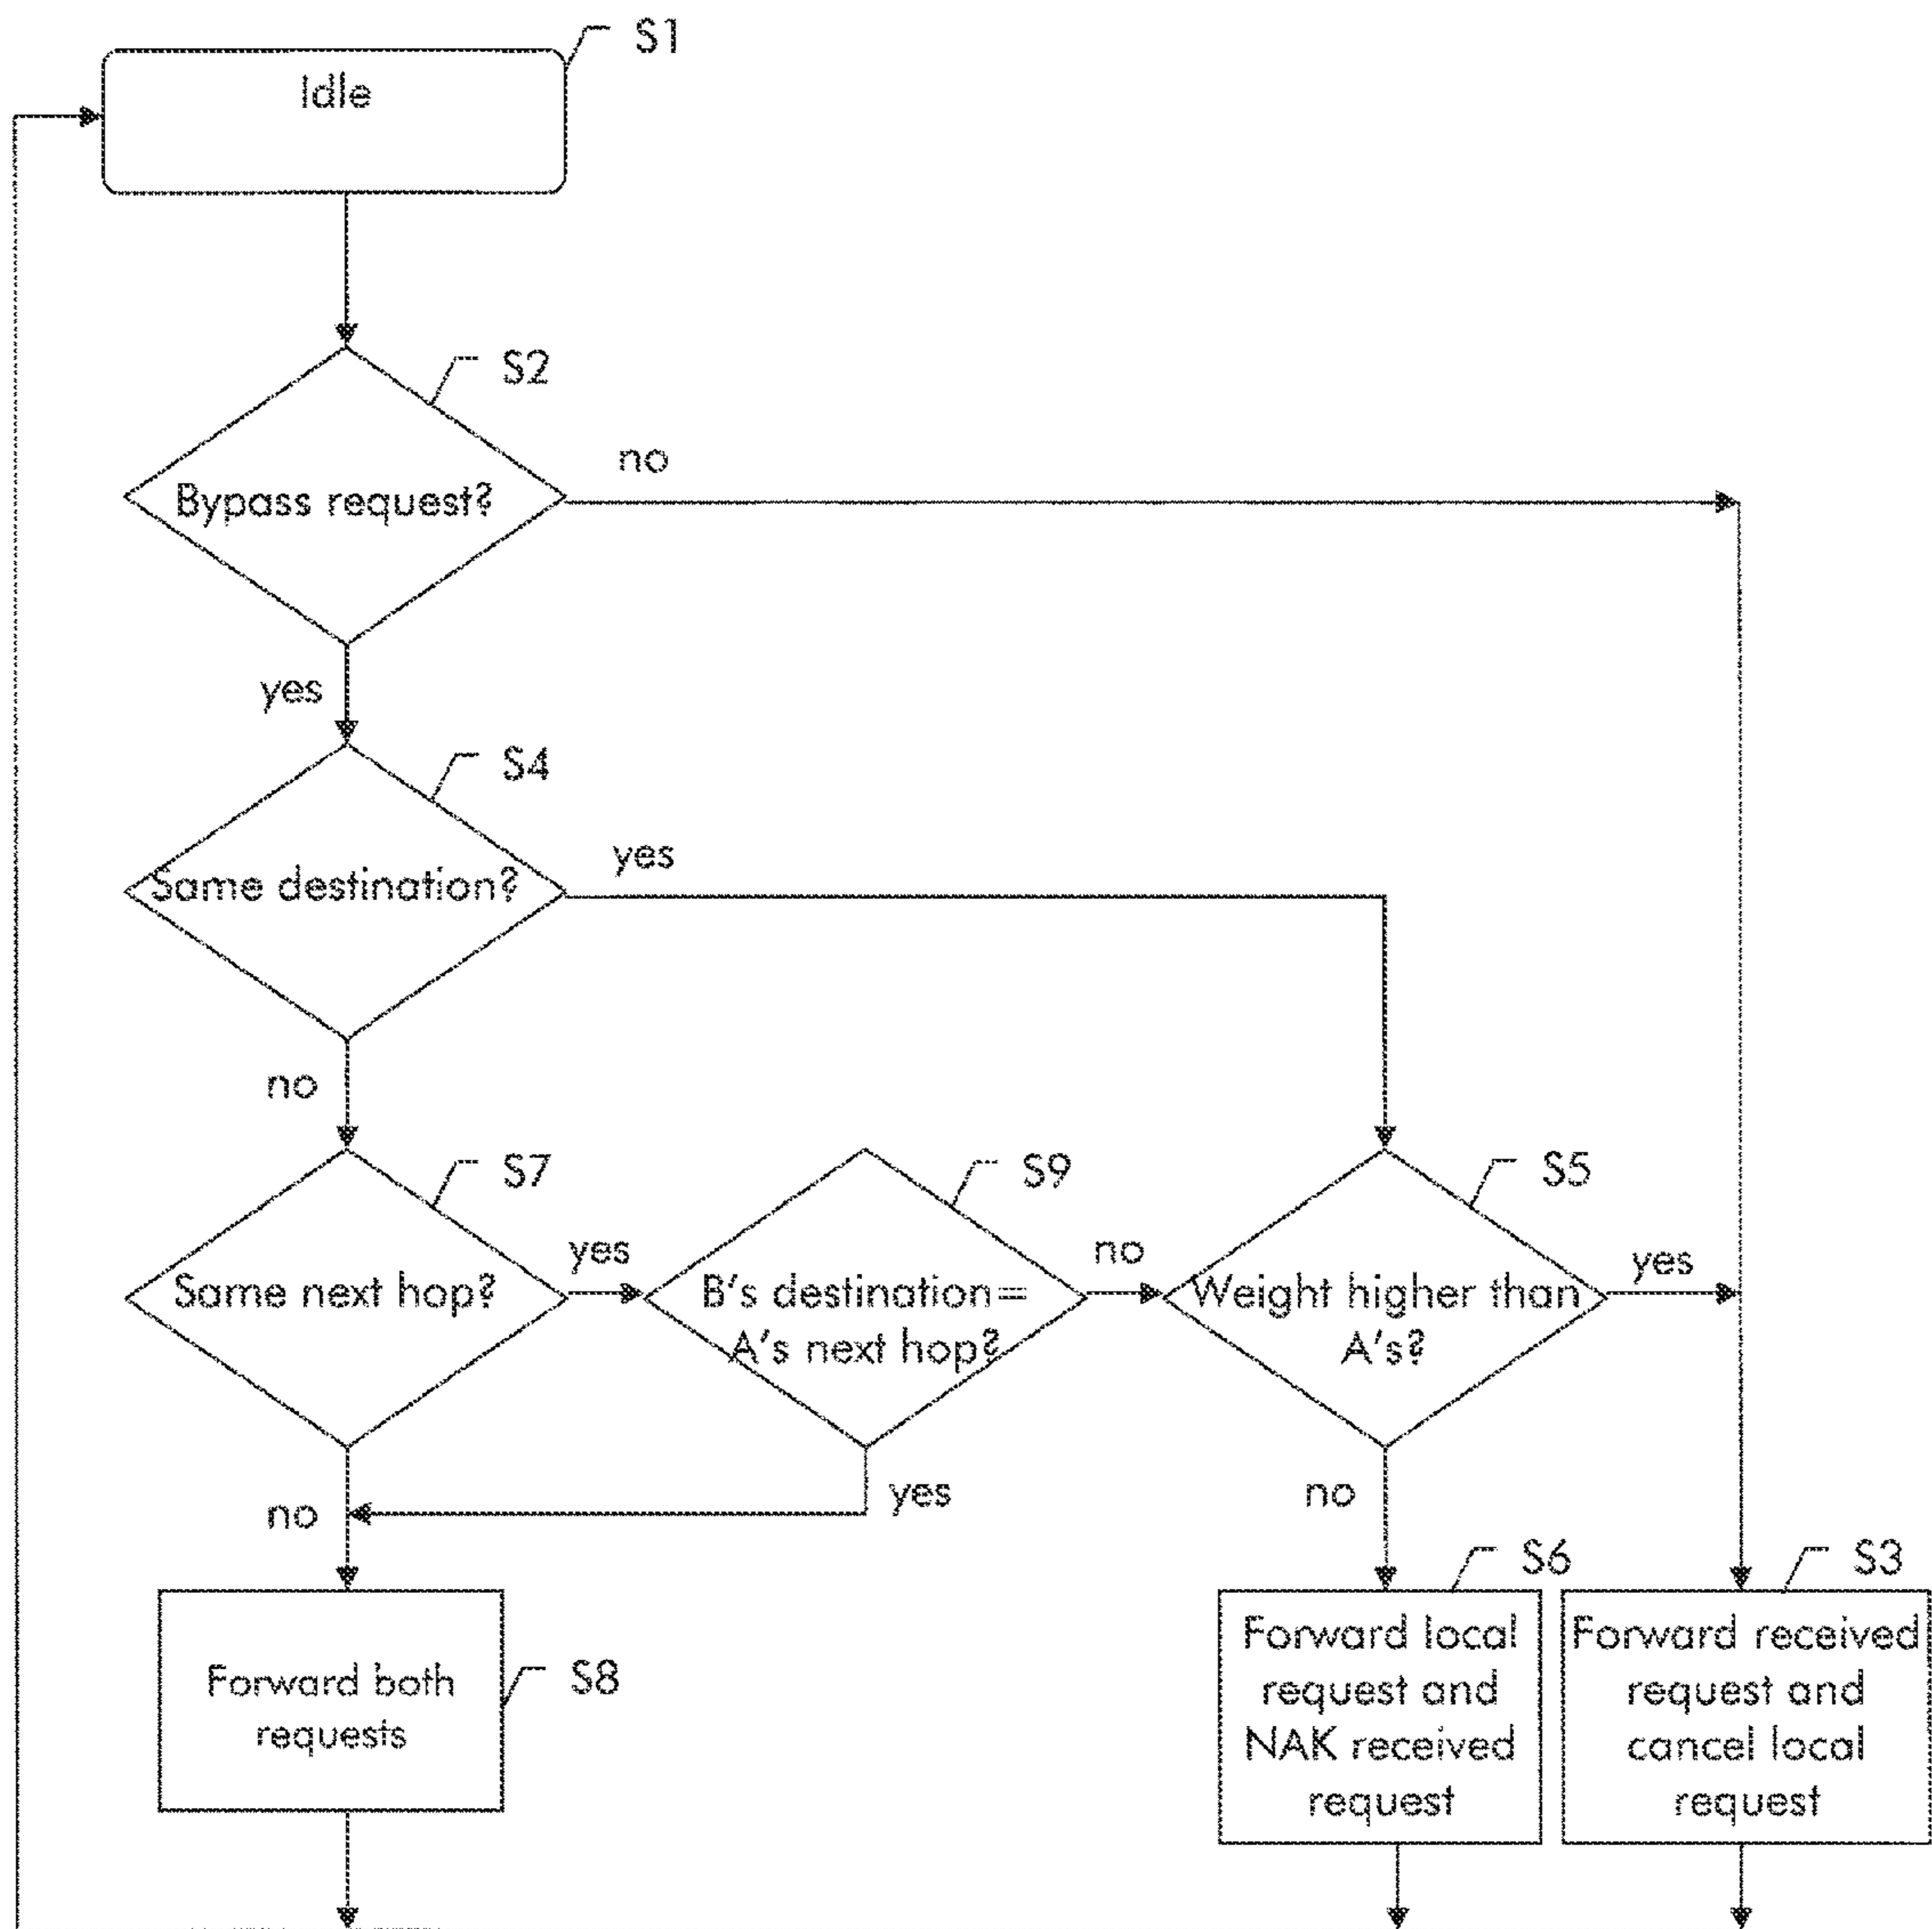 S1
Idle
S2
no
Bypass request?
yes
S4
yes
Same destination?
no
S7
S9
S5
yes
no
yes
Same next hop?
B's destination=
A's next hop?
Weight higher than
A's?
no
yes
no
S6
S3
Forward both
requests
S8
Forward local
request and
NAK received
request
Forward received
request and
cancel local
request